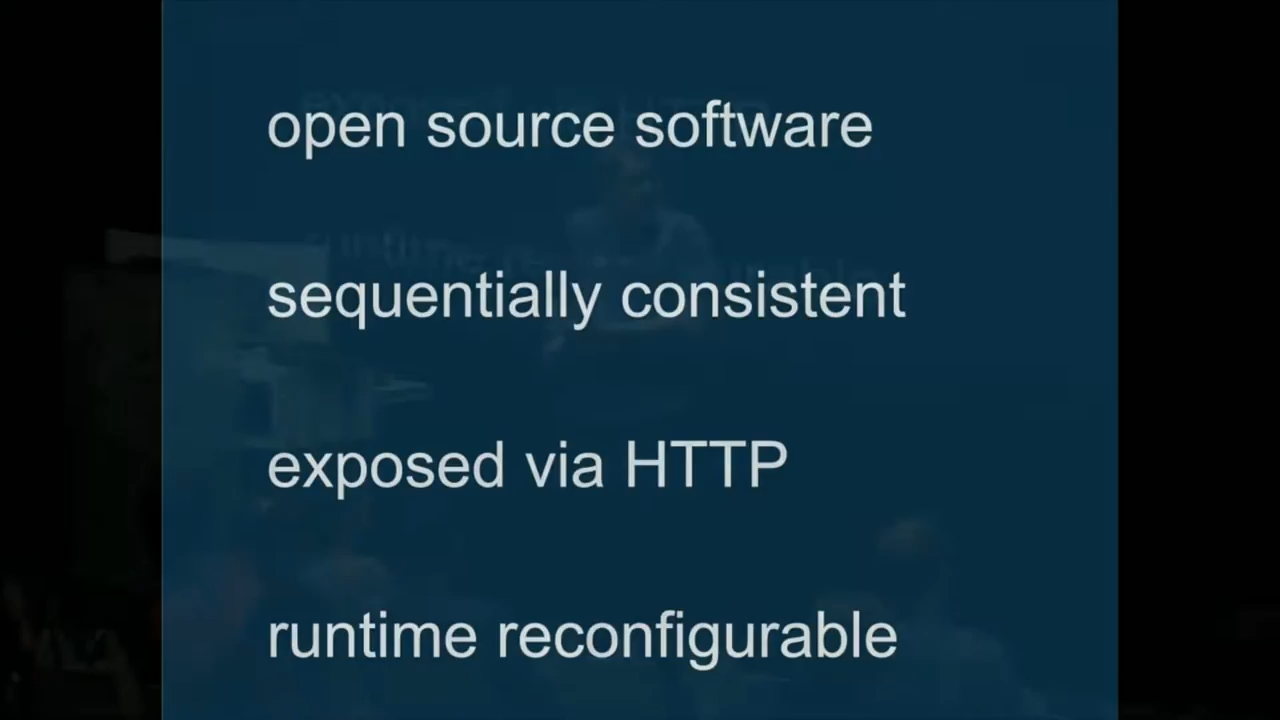 open source software
sequentially consistent
exposed via HTTP
runtime reconfigurable